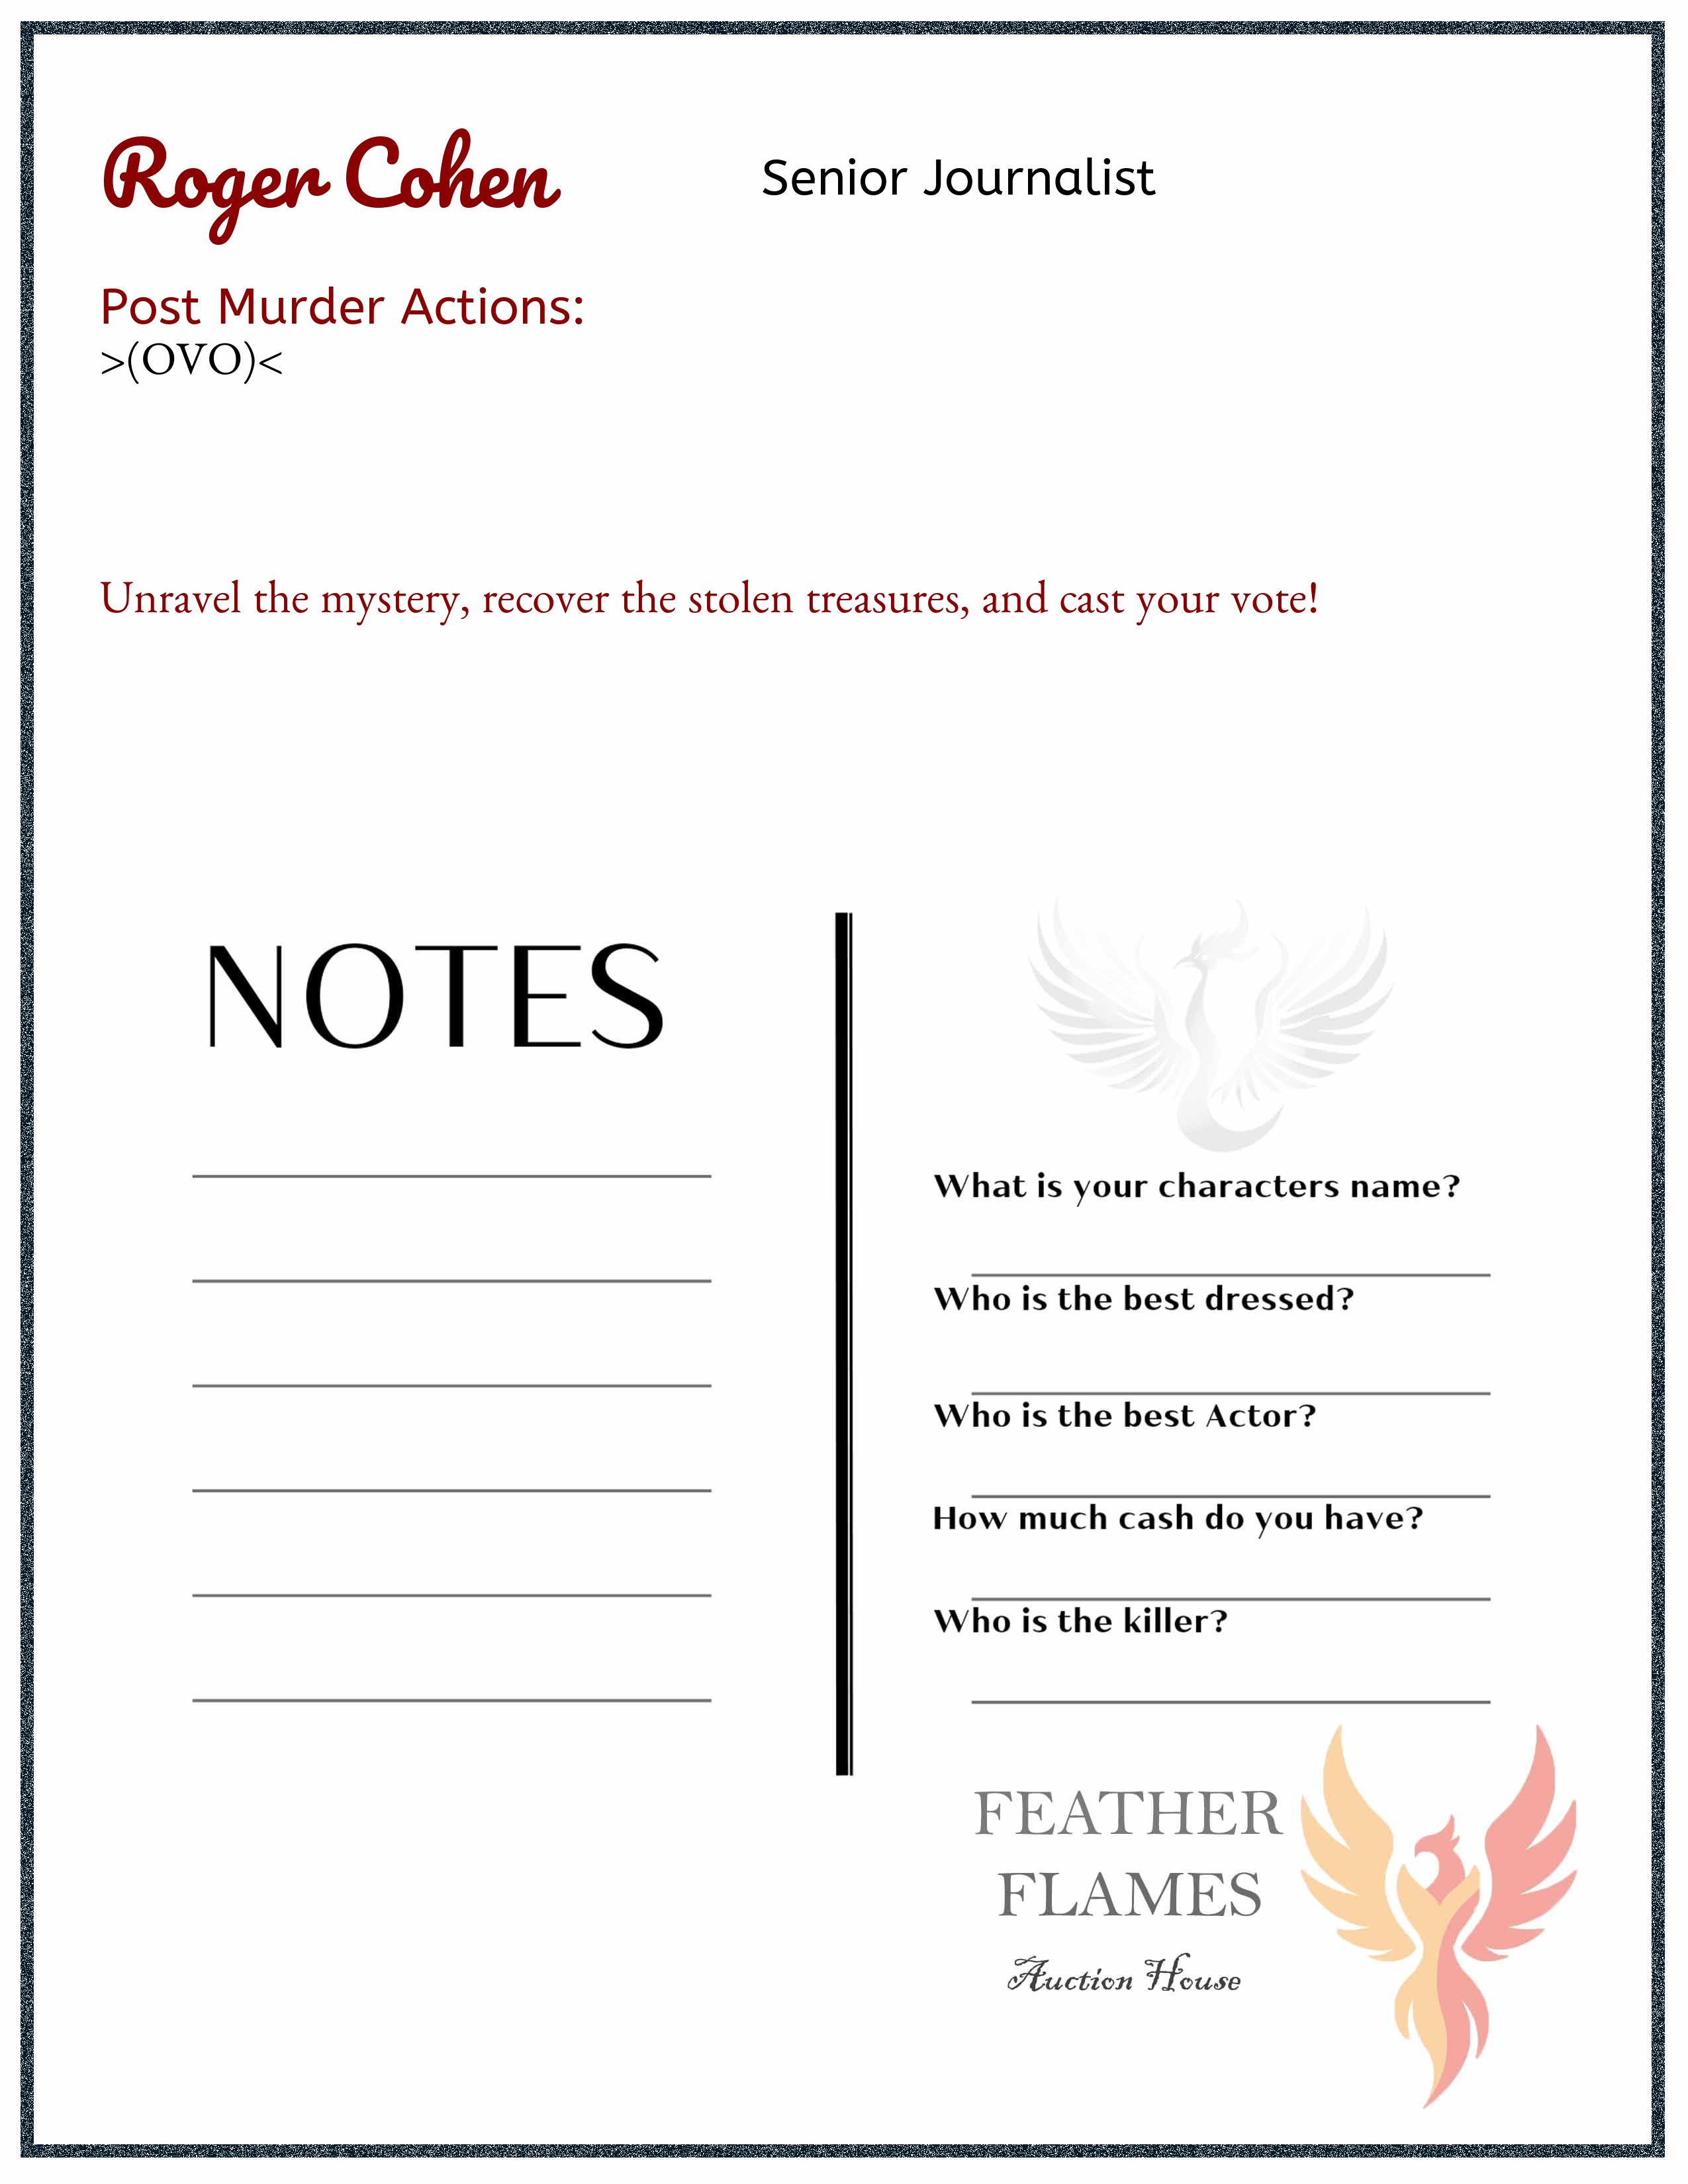 Roger Cohen
Senior Journalist
Post Murder Actions:
>(OVO)<
Unravel the mystery, recover the stolen treasures, and cast your vote!
NOTES
What is your characters name?
Who is the best dressed?
Who is the best Actor?
How much cash do you have?
Who is the killer?
FEATHER
FLAMES
Auction House